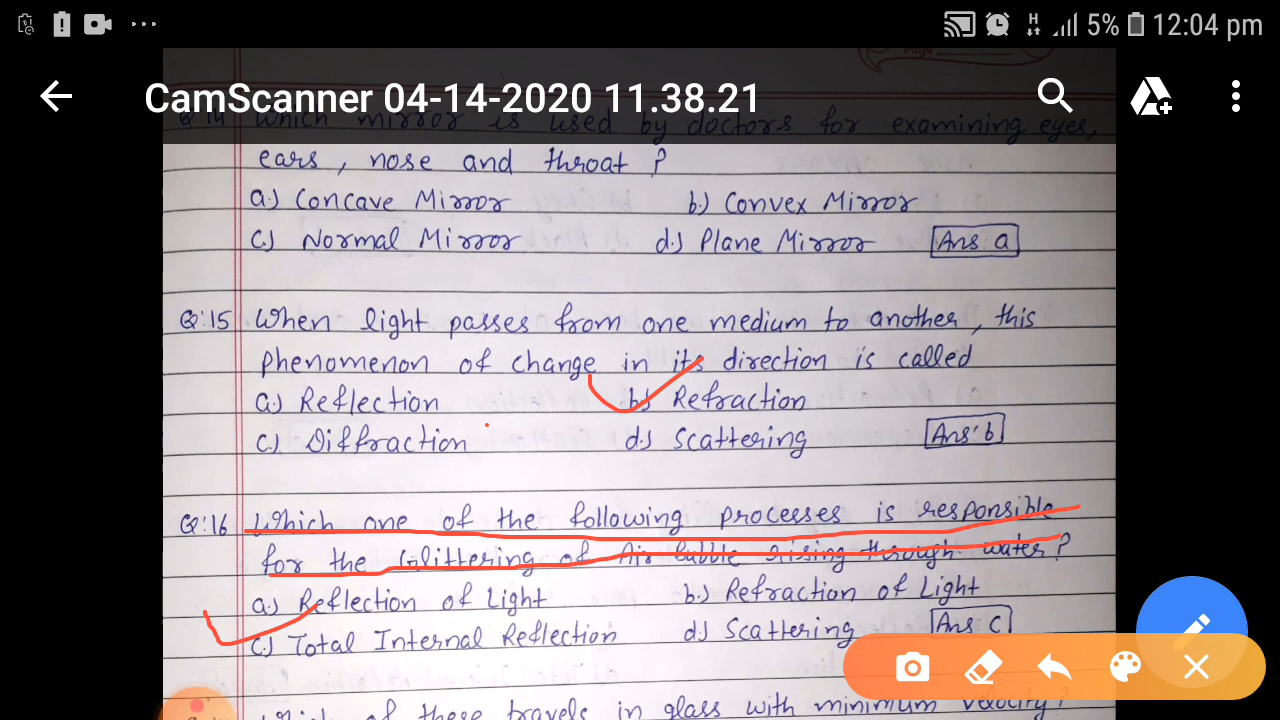 5% 12:04 pm
CamScanner 04-14-2020 11.38.21
Q:14 Which mirror is used by doctors for examining eyes,
ears, nose and throat?
a.) Concave Mirror b.) Convex Mirror
c.) Normal Mirror d.) Plane Mirror Ans: a
Q:15 When light passes from one medium to another, this
phenomenon of change in its direction is called
a.) Reflection b.) Refraction
c.) Diffraction d.) Scattering Ans: b
Q:16 Which one of the following processes is responsible
for the Glittering of Air bubble rising through water?
a.) Reflection of Light b.) Refraction of Light
c.) Total Internal Reflection d.) Scattering Ans C
Which of these travels in glass with minimum velocity?